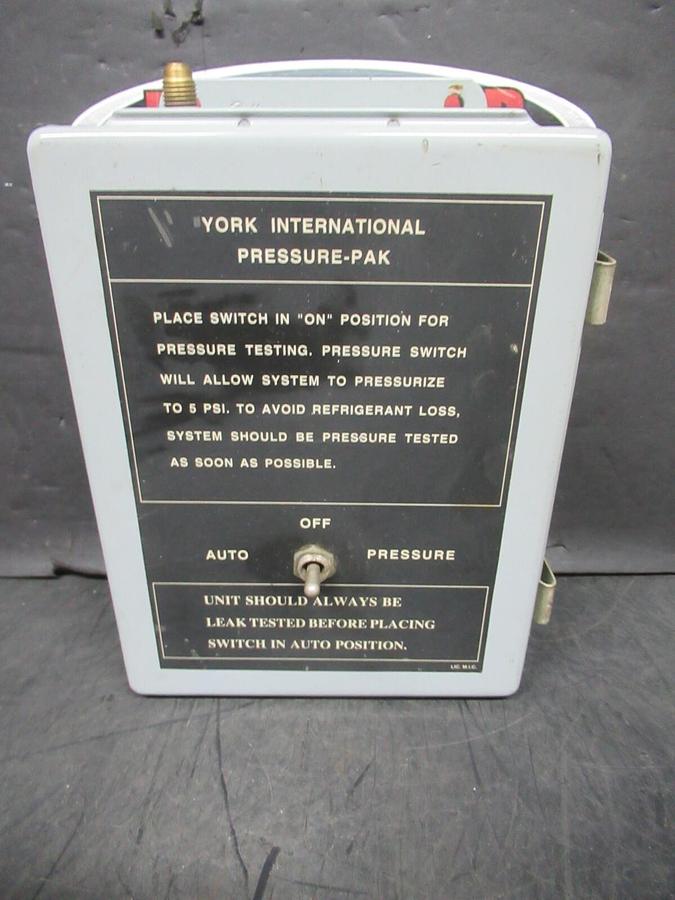 YORK INTERNATIONAL
PRESSURE-PAK
PLACE SWITCH IN "ON" POSITION FOR
PRESSURE TESTING. PRESSURE SWITCH
WILL ALLOW SYSTEM TO PRESSURIZE
TO 5 PSI. TO AVOID REFRIGERANT LOSS,
SYSTEM SHOULD BE PRESSURE TESTED
AS SOON AS POSSIBLE.
OFF
AUTO PRESSURE
UNIT SHOULD ALWAYS BE
LEAK TESTED BEFORE PLACING
SWITCH IN AUTO POSITION.
LIC. M.I.C.